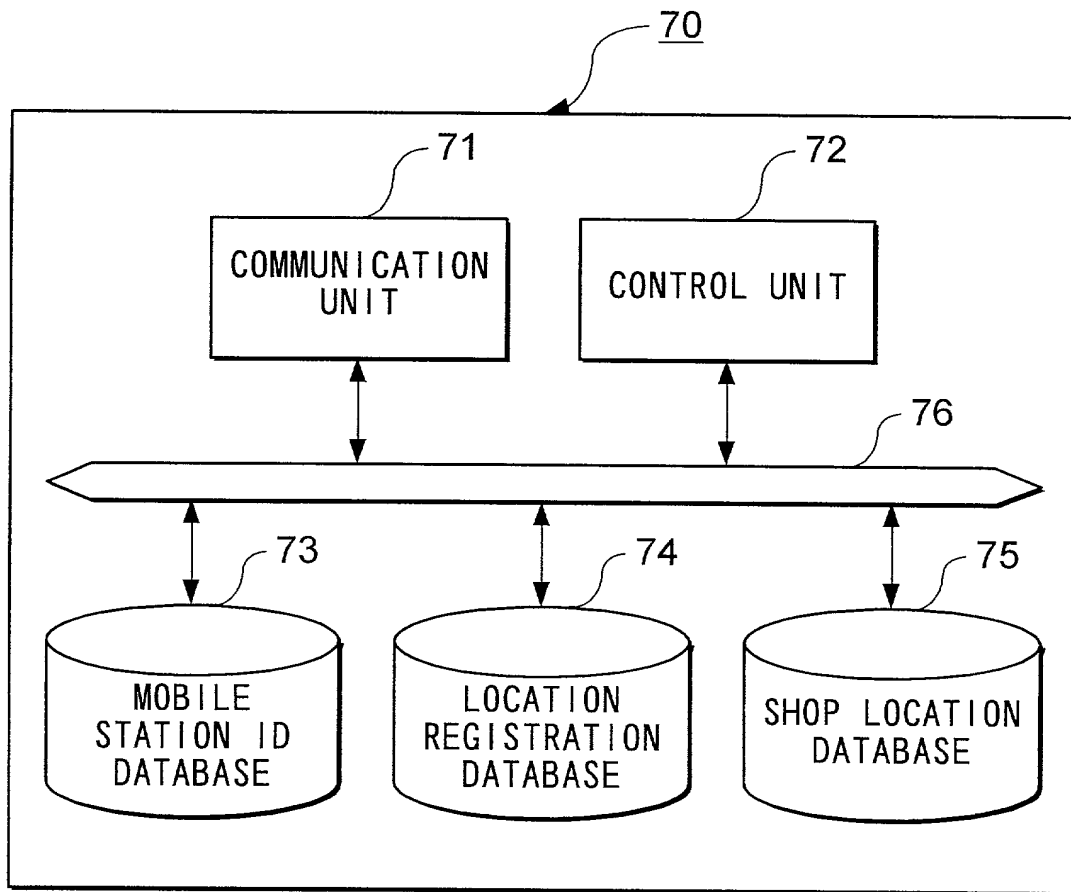 70
71
72
COMMUNICATION
UNIT
CONTROL UNIT
76
73
74
75
MOBILE
STATION ID
DATABASE
LOCATION
REGISTRATION
DATABASE
SHOP LOCATION
DATABASE